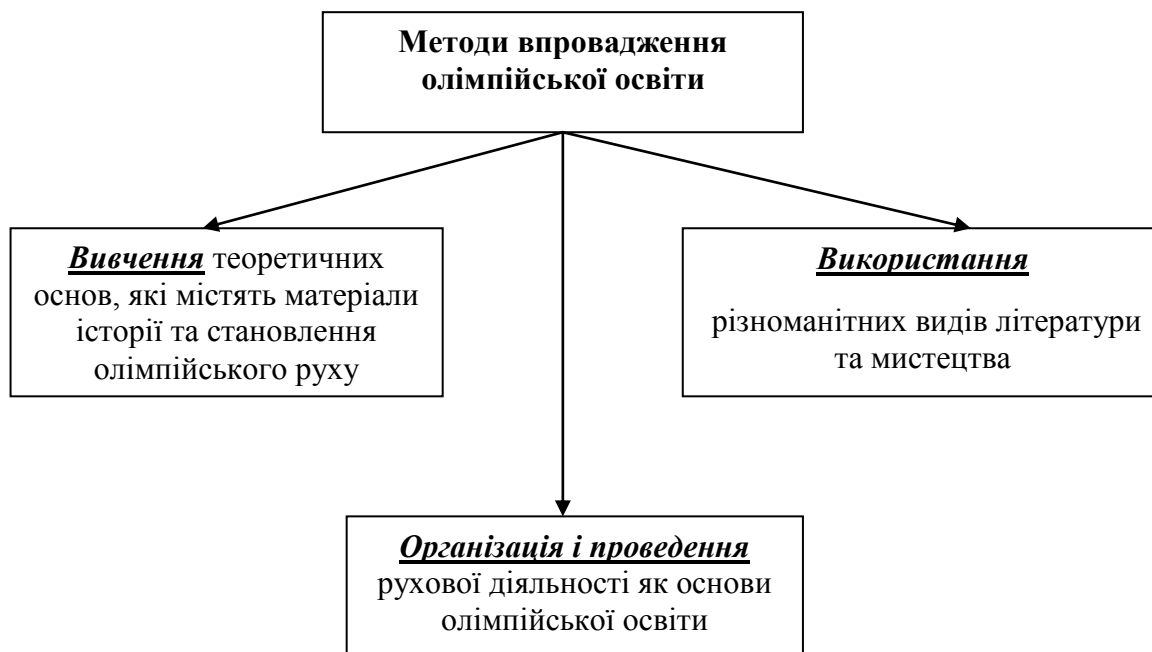 Методи впровадження
олімпійської освіти
Вивчення теоретичних
основ, які містять матеріали
історії та становлення
олімпійського руху
Використання
різноманітних видів літератури
та мистецтва
Організація і проведення
рухової діяльності як основи
олімпійської освіти